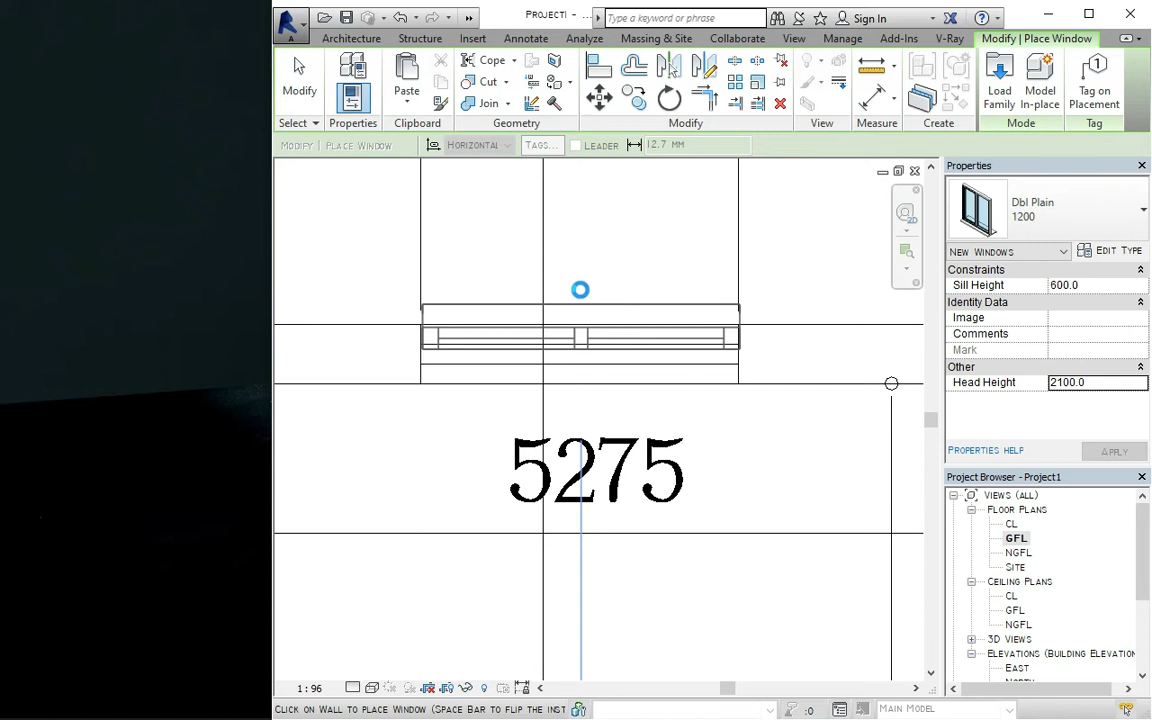 PROJECT1 - ...
Type a keyword or phrase
Sign In
A
Architecture Structure Insert Annotate Analyze Massing & Site Collaborate View Manage Add-Ins V-Ray Modify | Place Window
Modify
Paste
Cope
Cut
Join
Load Family
Model In-place
Tag on Placement
Select Properties Clipboard Geometry Modify View Measure Create Mode Tag
MODIFY | PLACE WINDOW
HORIZONTAL
TAGS...
LEADER
12.7 MM
2D
5275
Properties
Dbl Plain
1200
NEW WINDOWS
EDIT TYPE
Constraints
Sill Height 600.0
Identity Data
Image
Comments
Mark
Other
Head Height 2100.0
PROPERTIES HELP
APPLY
Project Browser - Project1
VIEWS (ALL)
FLOOR PLANS
CL
GFL
NGFL
SITE
CEILING PLANS
CL
GFL
NGFL
3D VIEWS
ELEVATIONS (BUILDING ELEVATION
EAST
1 : 96
CLICK ON WALL TO PLACE WINDOW (SPACE BAR TO FLIP THE INST
:0
MAIN MODEL